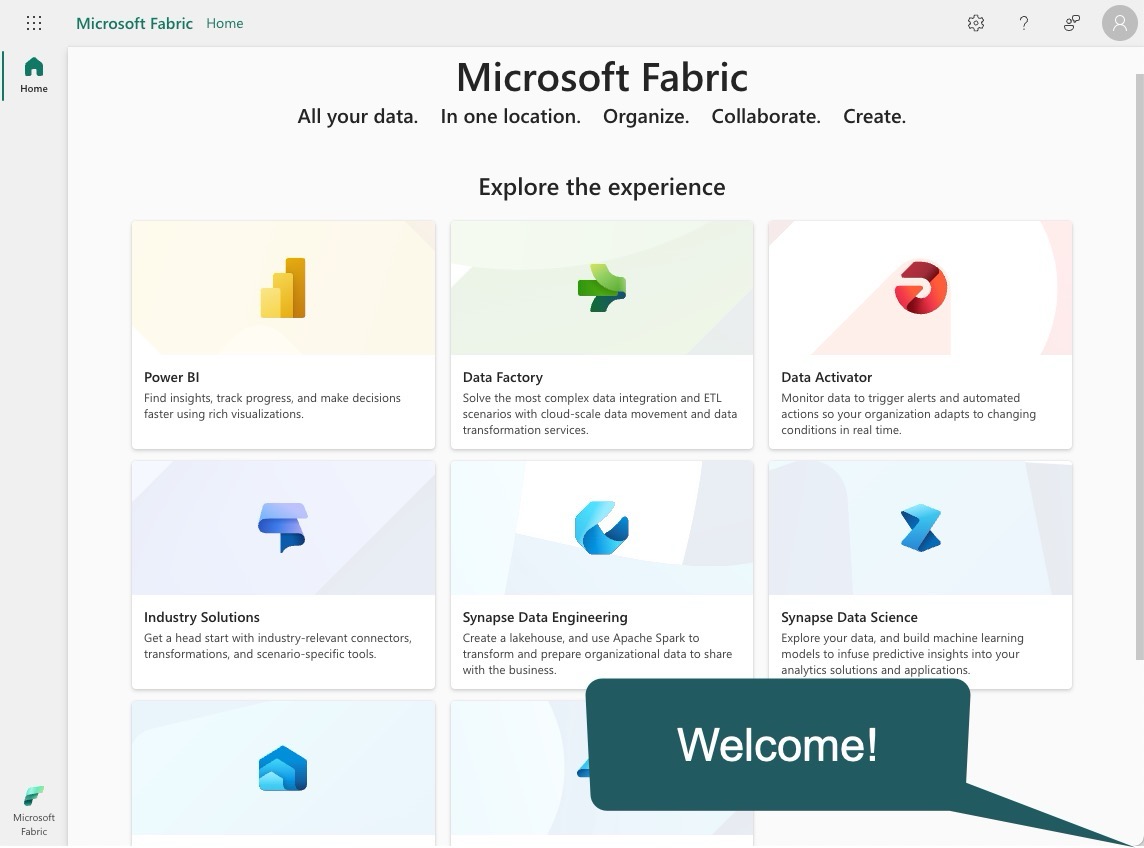 Microsoft Fabric Home
?
Home
Microsoft Fabric
All your data. In one location. Organize. Collaborate. Create.
Explore the experience
Power BI
Find insights, track progress, and make decisions
faster using rich visualizations.
Data Factory
Solve the most complex data integration and ETL
scenarios with cloud-scale data movement and data
transformation services.
Data Activator
Monitor data to trigger alerts and automated
actions so your organization adapts to changing
conditions in real time.
Industry Solutions
Get a head start with industry-relevant connectors,
transformations, and scenario-specific tools.
Synapse Data Engineering
Create a lakehouse, and use Apache Spark to
transform and prepare organizational data to share
with the business.
Synapse Data Science
Explore your data, and build machine learning
models to infuse predictive insights into your
analytics solutions and applications.
Welcome!
Microsoft
Fabric